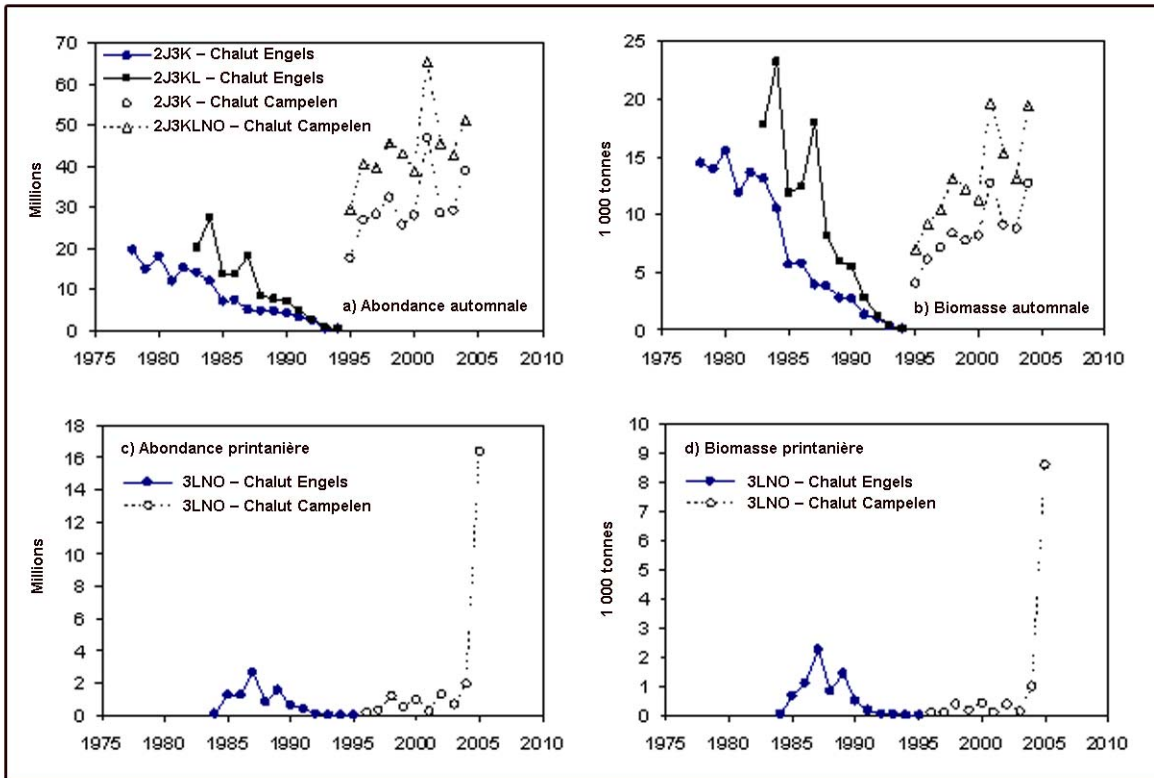 70
60
50
40
30
20
10
0
Millions
2J3K – Chalut Engels
2J3KL – Chalut Engels
2J3K – Chalut Campelen
2J3KLNO – Chalut Campelen
a) Abondance automnale
1975 1980 1985 1990 1995 2000 2005 2010
25
20
15
10
5
0
1 000 tonnes
b) Biomasse automnale
1975 1980 1985 1990 1995 2000 2005 2010
18
16
14
12
10
8
6
4
2
0
Millions
c) Abondance printanière
3LNO – Chalut Engels
3LNO – Chalut Campelen
1975 1980 1985 1990 1995 2000 2005 2010
10
9
8
7
6
5
4
3
2
1
0
1 000 tonnes
d) Biomasse printanière
3LNO – Chalut Engels
3LNO – Chalut Campelen
1975 1980 1985 1990 1995 2000 2005 2010